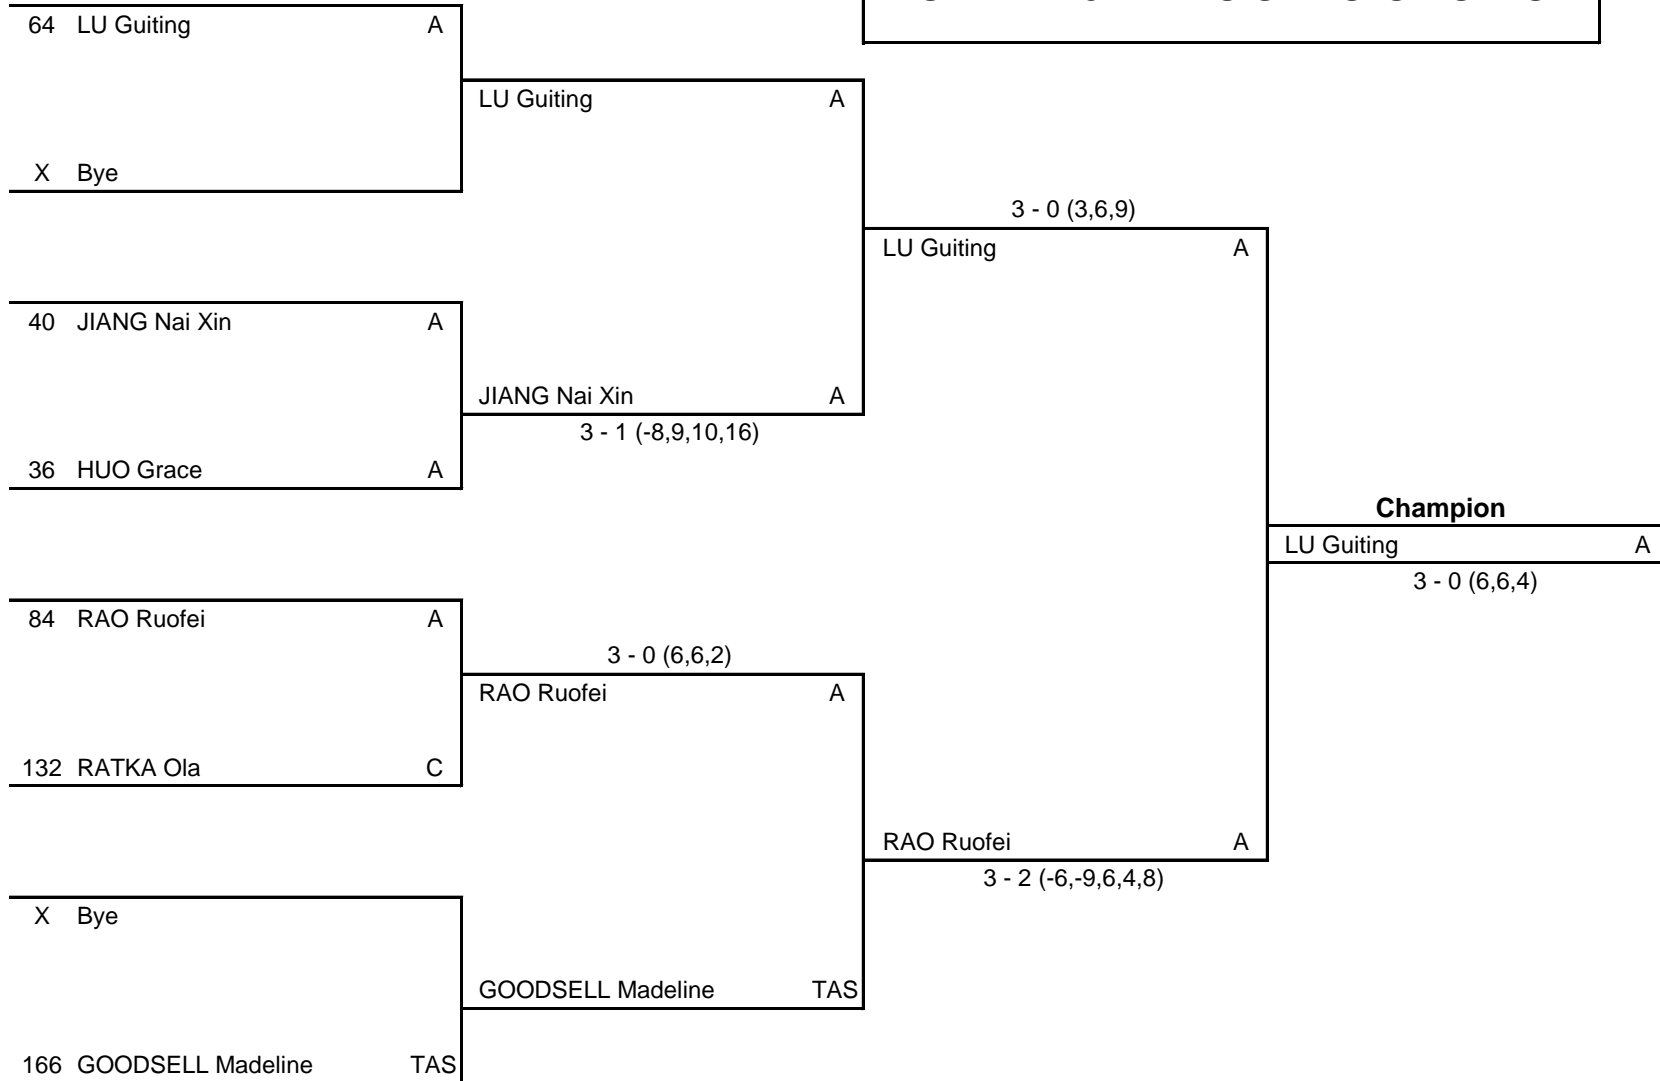 64 LU Guiting A
LU Guiting A
X Bye
3 - 0 (3,6,9)
LU Guiting A
40 JIANG Nai Xin A
JIANG Nai Xin A
3 - 1 (-8,9,10,16)
36 HUO Grace A
Champion
LU Guiting A
3 - 0 (6,6,4)
84 RAO Ruofei A
3 - 0 (6,6,2)
RAO Ruofei A
132 RATKA Ola C
RAO Ruofei A
3 - 2 (-6,-9,6,4,8)
X Bye
GOODSELL Madeline TAS
166 GOODSELL Madeline TAS